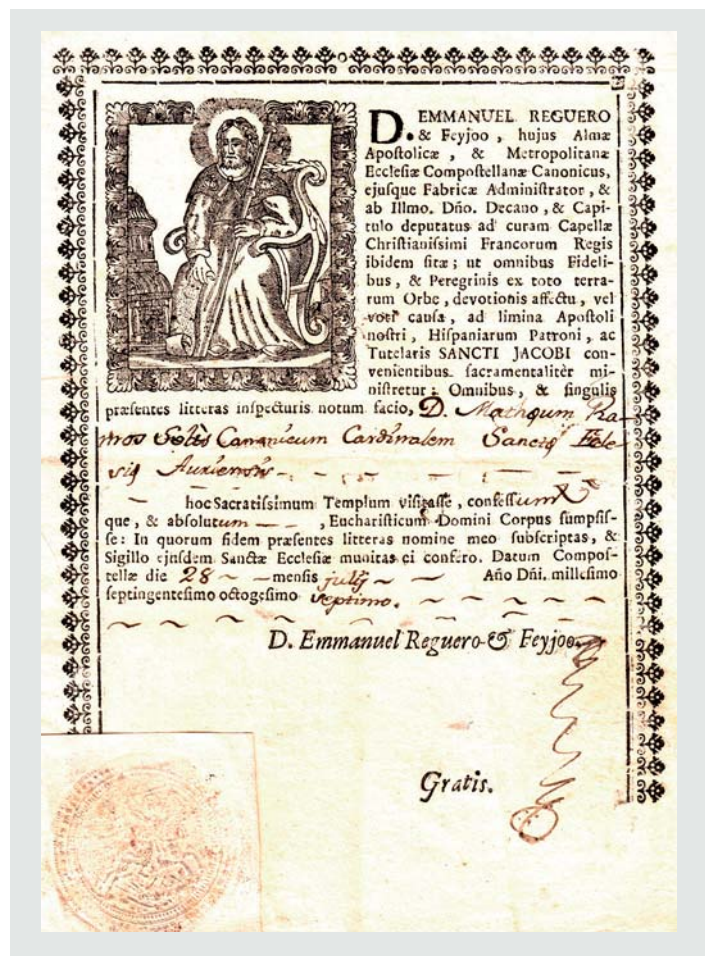 D. EMMANUEL REGUERO
& Feyjoo, hujus Almæ
Apoſtolicæ, & Metropolitanæ
Eccleſiæ Compoſtellanæ Canonicus,
ejuſque Fabricæ Adminiſtrator, &
ab Illmo. Dño. Decano, & Capi-
tulo deputatus ad curam Capellæ
Chriſtianiſſimi Francorum Regis
ibidem ſitæ; ut omnibus Fideli-
bus, & Peregrinis ex toto terra-
rum Orbe, devotionis affectu, vel
voti cauſa, ad limina Apoſtoli
noſtri, Hiſpaniarum Patroni, ac
Tutelaris SANCTI JACOBI con-
venientibus ſacramentalitèr mi-
niſtretur: Omnibus, & ſingulis
præſentes litteras inſpecturis notum facio, D. Ra-
mos Canonicum Cardinalem Eccle
Auriensis
hoc Sacratiſſimum Templum viſitaſſe, confeſſum
que, & abſolutum, Euchariſticum Domini Corpus ſumpſiſ-
ſe: In quorum fidem præſentes litteras nomine meo ſubſcriptas, &
Sigillo ejuſdem Sanctæ Eccleſiæ munitas ei confero. Datum Compoſ-
tellæ die 28 menſis julij Año Dñi. milleſimo
ſeptingenteſimo octogeſimo septimo.
D. Emmanuel Reguero & Feyjoo.
Gratis.